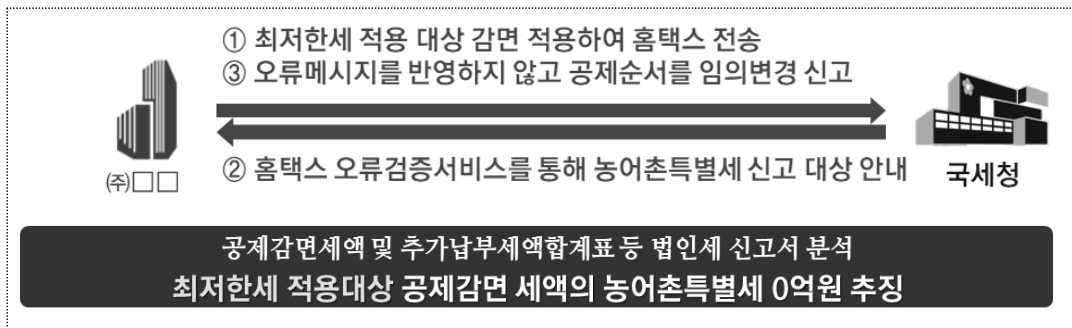 ① 최저한세 적용 대상 감면 적용하여 홈택스 전송
③ 오류메시지를 반영하지 않고 공제순서를 임의변경 신고
② 홈택스 오류검증서비스를 통해 농어촌특별세 신고 대상 안내
㈜□□
국세청
공제감면세액 및 추가납부세액합계표 등 법인세 신고서 분석
최저한세 적용대상 공제감면 세액의 농어촌특별세 0억원 추징